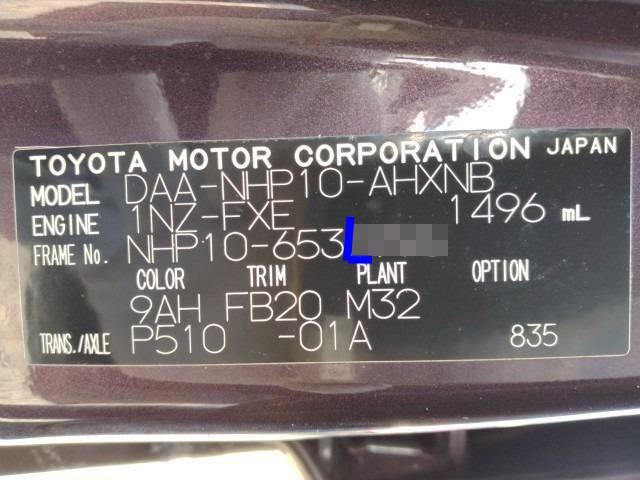 TOYOTA MOTOR CORPORATION JAPAN
MODEL DAA-NHP10-AHXNB
ENGINE 1NZ-FXE 1496 mL
FRAME No. NHP10-653
COLOR TRIM PLANT OPTION
9AH FB20 M32
TRANS./AXLE P510 -01A 835